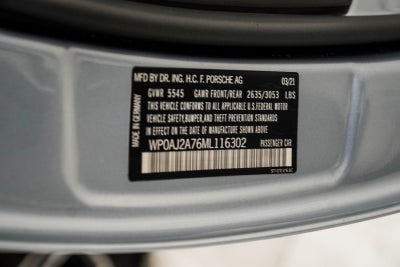 MFD BY DR. ING. H.C. F. PORSCHE AG 03/21
GVWR 5545 GAWR FRONT/REAR 2635/3053 LBS
THIS VEHICLE CONFORMS TO ALL APPLICABLE U.S.FEDERAL MOTOR
VEHICLE SAFETY,BUMPER,AND THEFT PREVENTION STANDARDS IN
EFFECT ON THE DATE OF MANUFACTURE SHOWN ABOVE
WP0AJ2A76ML116302 PASSENGER CAR
MADE IN GERMANY